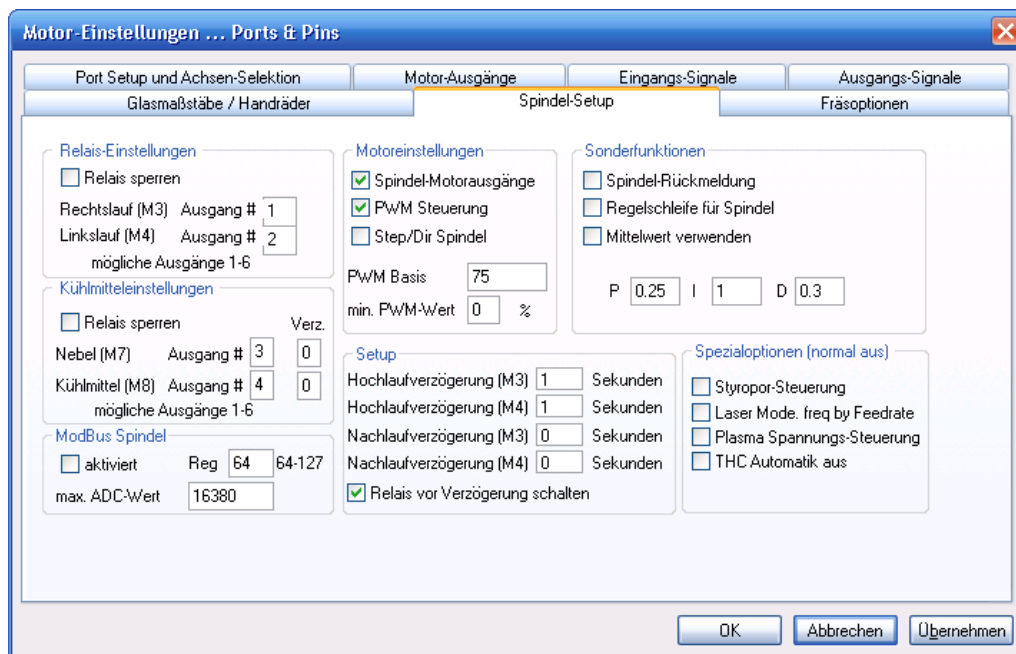 Motor-Einstellungen ... Ports & Pins
Port Setup und Achsen-Selektion
Motor-Ausgänge
Eingangs-Signale
Ausgangs-Signale
Glasmaßstäbe / Handräder
Spindel-Setup
Fräsoptionen
Relais-Einstellungen
Relais sperren
Rechtslauf (M3) Ausgang # 1
Linkslauf (M4) Ausgang # 2
mögliche Ausgänge 1-6
Kühlmitteleinstellungen
Relais sperren Verz.
Nebel (M7) Ausgang # 3 0
Kühlmittel (M8) Ausgang # 4 0
mögliche Ausgänge 1-6
ModBus Spindel
aktiviert Reg 64 64-127
max. ADC-Wert 16380
Motoreinstellungen
Spindel-Motorausgänge
PWM Steuerung
Step/Dir Spindel
PWM Basis 75
min. PWM-Wert 0 %
Sonderfunktionen
Spindel-Rückmeldung
Regelschleife für Spindel
Mittelwert verwenden
P 0.25 I 1 D 0.3
Setup
Hochlaufverzögerung (M3) 1 Sekunden
Hochlaufverzögerung (M4) 1 Sekunden
Nachlaufverzögerung (M3) 0 Sekunden
Nachlaufverzögerung (M4) 0 Sekunden
Relais vor Verzögerung schalten
Spezialoptionen (normal aus)
Styropor-Steuerung
Laser Mode. freq by Feedrate
Plasma Spannungs-Steuerung
THC Automatik aus
OK
Abbrechen
Übernehmen